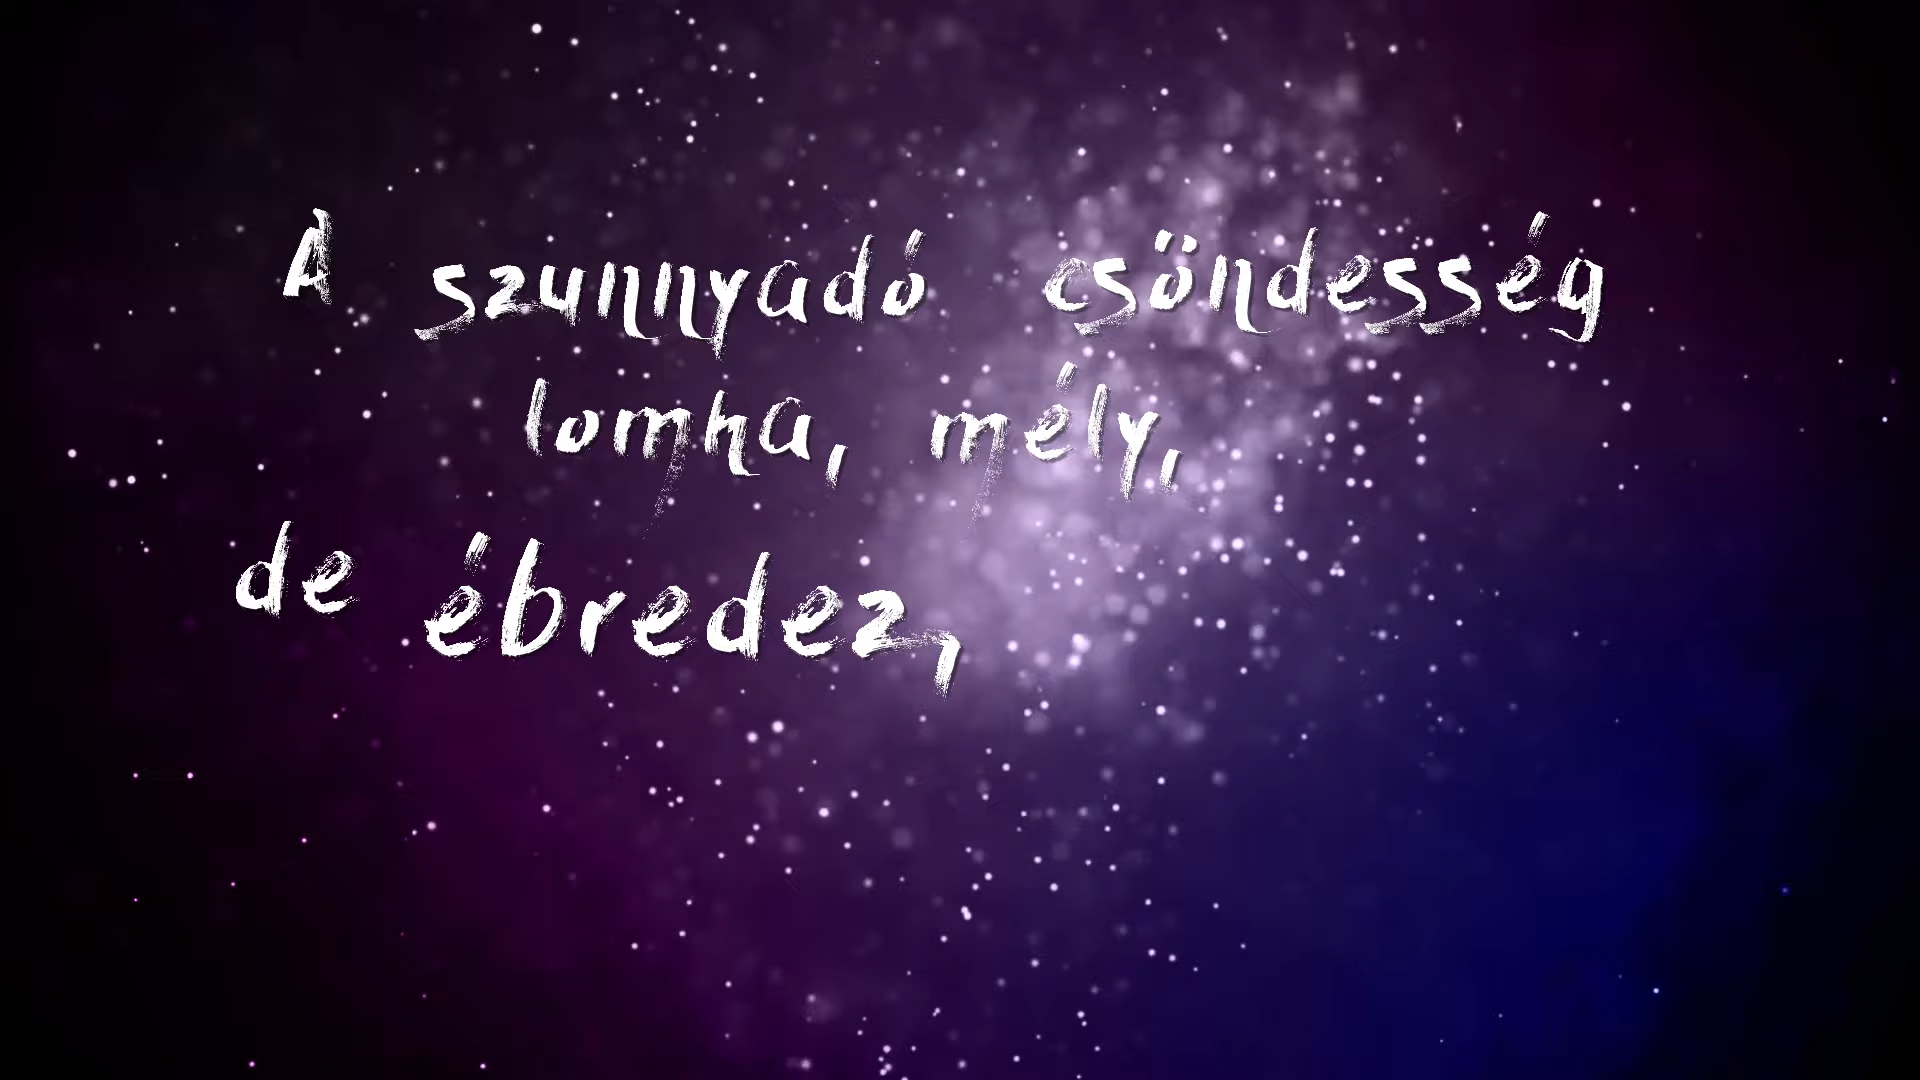 A szunnyadó csöndesség
lomha, mély,
de ébredez,